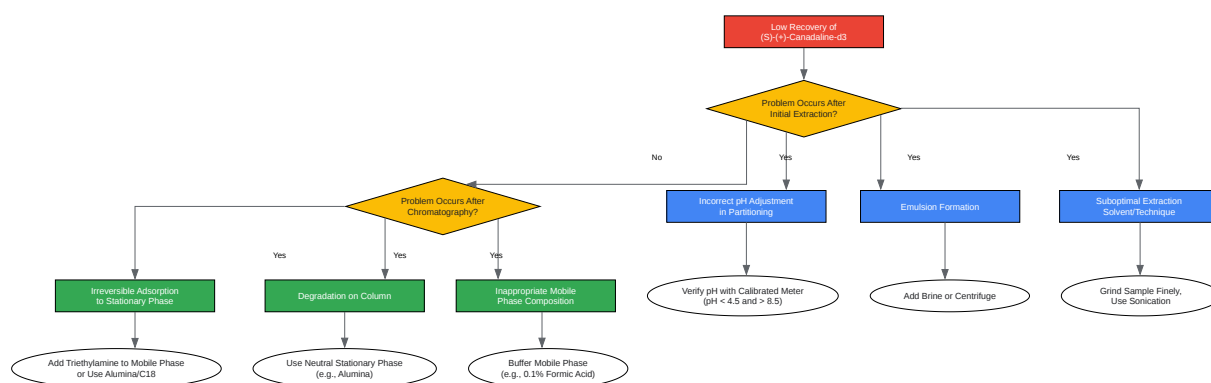 Low Recovery of
(S)-(+)-Canadaline-d3
Problem Occurs After
Initial Extraction?
No
Yes
Yes
Yes
Problem Occurs After
Chromatography?
Incorrect pH Adjustment
in Partitioning
Emulsion Formation
Suboptimal Extraction
Solvent/Technique
Yes
Yes
Yes
Irreversible Adsorption
to Stationary Phase
Degradation on Column
Inappropriate Mobile
Phase Composition
Verify pH with Calibrated Meter
(pH < 4.5 and > 8.5)
Add Brine or Centrifuge
Grind Sample Finely,
Use Sonication
Add Triethylamine to Mobile Phase
or Use Alumina/C18
Use Neutral Stationary Phase
(e.g., Alumina)
Buffer Mobile Phase
(e.g., 0.1% Formic Acid)